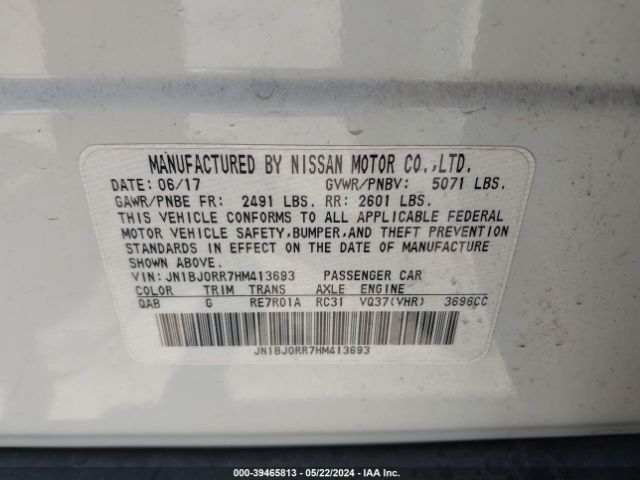 MANUFACTURED BY NISSAN MOTOR CO.,LTD.
DATE: 06/17 GVWR/PNBV: 5071 LBS.
GAWR/PNBE FR: 2491 LBS. RR: 2601 LBS.
THIS VEHICLE CONFORMS TO ALL APPLICABLE FEDERAL
MOTOR VEHICLE SAFETY,BUMPER,AND THEFT PREVENTION
STANDARDS IN EFFECT ON THE DATE OF MANUFACTURE
SHOWN ABOVE.
VIN: JN1BJ0RR7HM413693 PASSENGER CAR
COLOR TRIM TRANS AXLE ENGINE
QAB G RE7R01A RC31 VQ37(VHR) 3696CC
JN1BJ0RR7HM413693
00-39465813 - 05/22/2024 - IAA Inc.